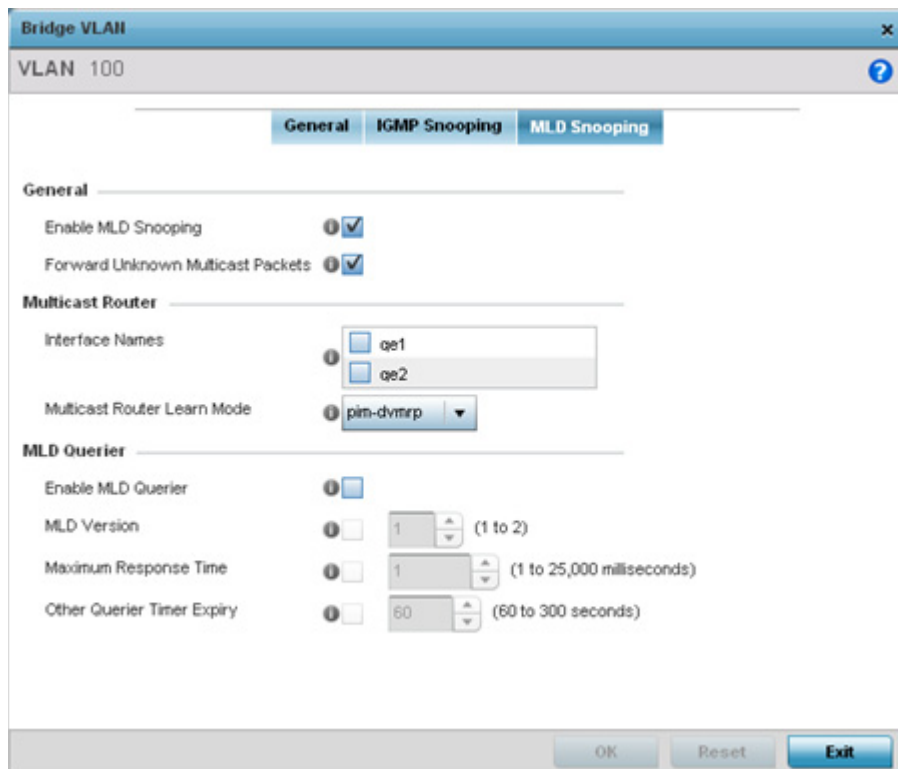 Bridge VLAN
VLAN 100
General IGMP Snooping MLD Snooping
General
Enable MLD Snooping
Forward Unknown Multicast Packets
Multicast Router
Interface Names
ge1
ge2
Multicast Router Learn Mode pim-dvmrp
MLD Querier
Enable MLD Querier
MLD Version 1 (1 to 2)
Maximum Response Time 1 (1 to 25,000 milliseconds)
Other Querier Timer Expiry 60 (60 to 300 seconds)
OK Reset Exit